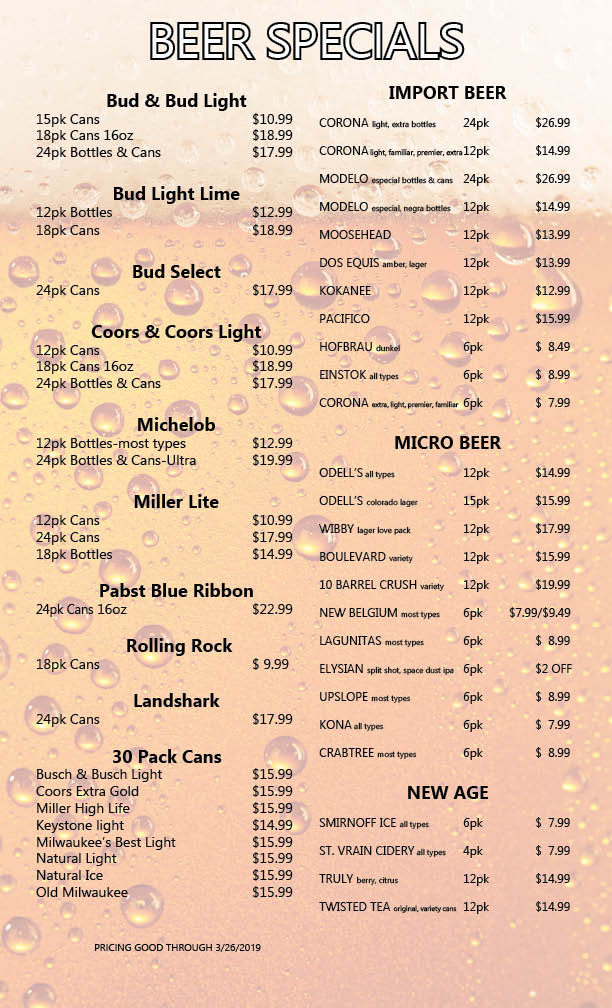 BEER SPECIALS
Bud & Bud Light
15pk Cans $10.99
18pk Cans 16oz $18.99
24pk Bottles & Cans $17.99
Bud Light Lime
12pk Bottles $12.99
18pk Cans $18.99
Bud Select
24pk Cans $17.99
Coors & Coors Light
12pk Cans $10.99
18pk Cans 16oz $18.99
24pk Bottles & Cans $17.99
Michelob
12pk Bottles-most types $12.99
24pk Bottles & Cans-Ultra $19.99
Miller Lite
12pk Cans $10.99
24pk Cans $17.99
18pk Bottles $14.99
Pabst Blue Ribbon
24pk Cans 16oz $22.99
Rolling Rock
18pk Cans $ 9.99
Landshark
24pk Cans $17.99
30 Pack Cans
Busch & Busch Light $15.99
Coors Extra Gold $15.99
Miller High Life $15.99
Keystone light $14.99
Milwaukee's Best Light $15.99
Natural Light $15.99
Natural Ice $15.99
Old Milwaukee $15.99
PRICING GOOD THROUGH 3/26/2019
IMPORT BEER
CORONA light, extra bottles 24pk $26.99
CORONA light, familiar, premier, extra 12pk $14.99
MODELO especial bottles & cans 24pk $26.99
MODELO especial, negra bottles 12pk $14.99
MOOSEHEAD 12pk $13.99
DOS EQUIS amber, lager 12pk $13.99
KOKANEE 12pk $12.99
PACIFICO 12pk $15.99
HOFBRAU dunkel 6pk $ 8.49
EINSTOK all types 6pk $ 8.99
CORONA extra, light, premier, familiar 6pk $ 7.99
MICRO BEER
ODELL'S all types 12pk $14.99
ODELL'S colorado lager 15pk $15.99
WIBBY lager love pack 12pk $17.99
BOULEVARD variety 12pk $15.99
10 BARREL CRUSH variety 12pk $19.99
NEW BELGIUM most types 6pk $7.99/$9.49
LAGUNITAS most types 6pk $ 8.99
ELYSIAN split shot, space dust ipa 6pk $2 OFF
UPSLOPE most types 6pk $ 8.99
KONA all types 6pk $ 7.99
CRABTREE most types 6pk $ 8.99
NEW AGE
SMIRNOFF ICE all types 6pk $ 7.99
ST. VRAIN CIDERY all types 4pk $ 7.99
TRULY berry, citrus 12pk $14.99
TWISTED TEA original, variety cans 12pk $14.99